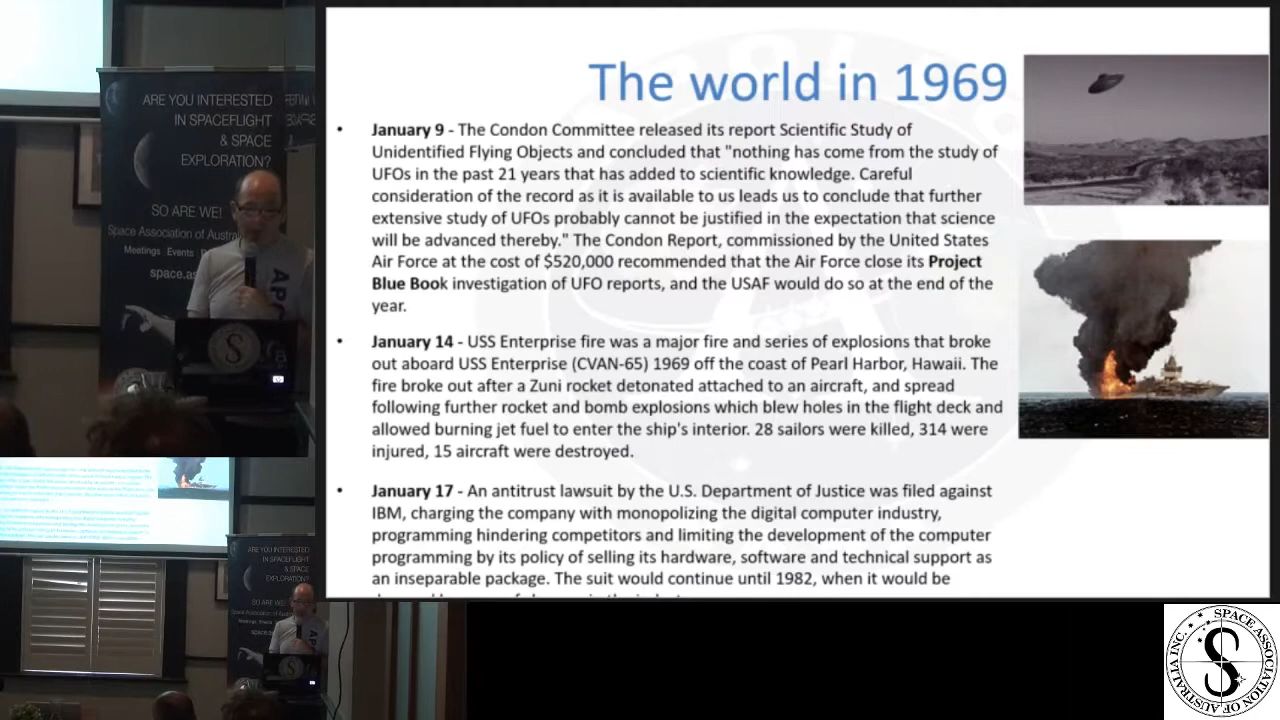 The world in 1969
• January 9 - The Condon Committee released its report Scientific Study of
Unidentified Flying Objects and concluded that "nothing has come from the study of
UFOs in the past 21 years that has added to scientific knowledge. Careful
consideration of the record as it is available to us leads us to conclude that further
extensive study of UFOs probably cannot be justified in the expectation that science
will be advanced thereby." The Condon Report, commissioned by the United States
Air Force at the cost of $520,000 recommended that the Air Force close its Project
Blue Book investigation of UFO reports, and the USAF would do so at the end of the
year.
• January 14 - USS Enterprise fire was a major fire and series of explosions that broke
out aboard USS Enterprise (CVAN-65) 1969 off the coast of Pearl Harbor, Hawaii. The
fire broke out after a Zuni rocket detonated attached to an aircraft, and spread
following further rocket and bomb explosions which blew holes in the flight deck and
allowed burning jet fuel to enter the ship's interior. 28 sailors were killed, 314 were
injured, 15 aircraft were destroyed.
• January 17 - An antitrust lawsuit by the U.S. Department of Justice was filed against
IBM, charging the company with monopolizing the digital computer industry,
programming hindering competitors and limiting the development of the computer
programming by its policy of selling its hardware, software and technical support as
an inseparable package. The suit would continue until 1982, when it would be
ARE YOU INTERESTED
IN SPACEFLIGHT
& SPACE
EXPLORATION?
SO ARE WE!
Space Association of
Meetings Events
ARE YOU INTERESTED
IN SPACEFLIGHT
& SPACE
EXPLORATION?
SO ARE
S
SPACE ASSOCIATION
OF AUSTRALIA INC.